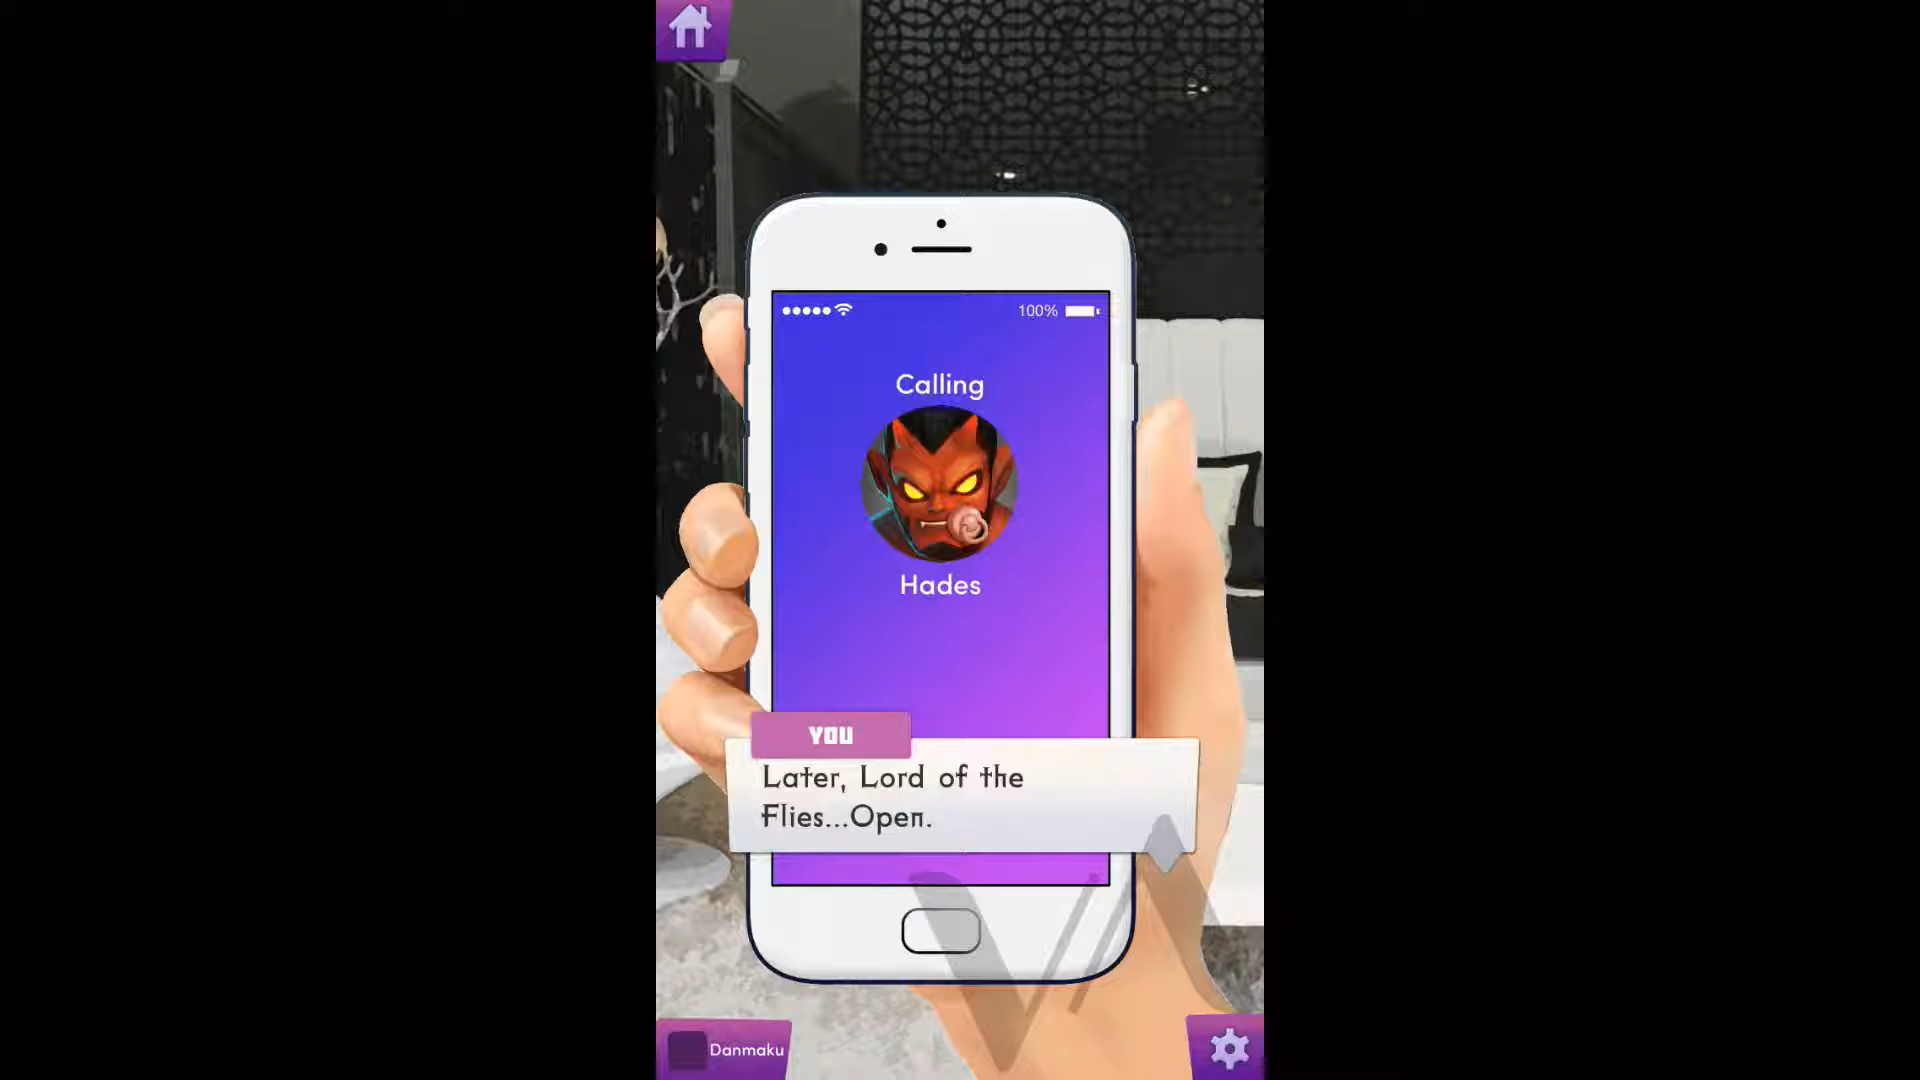 100%
Calling
Hades
YOU
Later, Lord of the
Flies...Open.
Danmaku